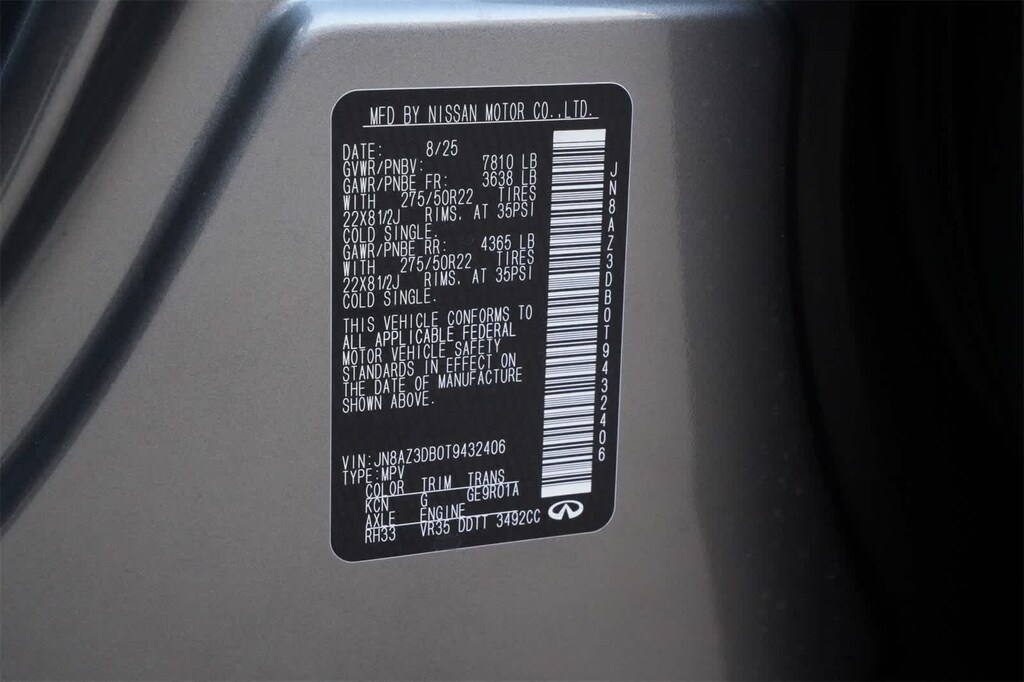 MFD BY NISSAN MOTOR CO.,LTD.
DATE: 8/25
GVWR/PNBV: 7810 LB
GAWR/PNBE FR: 3638 LB
WITH 275/50R22 TIRES
22X81/2J RIMS. AT 35PSI
COLD SINGLE.
GAWR/PNBE RR: 4365 LB
WITH 275/50R22 TIRES
22X81/2J RIMS. AT 35PSI
COLD SINGLE.
THIS VEHICLE CONFORMS TO
ALL APPLICABLE FEDERAL
MOTOR VEHICLE SAFETY
STANDARDS IN EFFECT ON
THE DATE OF MANUFACTURE
SHOWN ABOVE.
VIN:JN8AZ3DB0T9432406
TYPE:MPV
COLOR TRIM TRANS
KCN G GE9R01A
AXLE ENGINE
RH33 VR35 DDTT 3492CC
JN8AZ3DB0T9432406